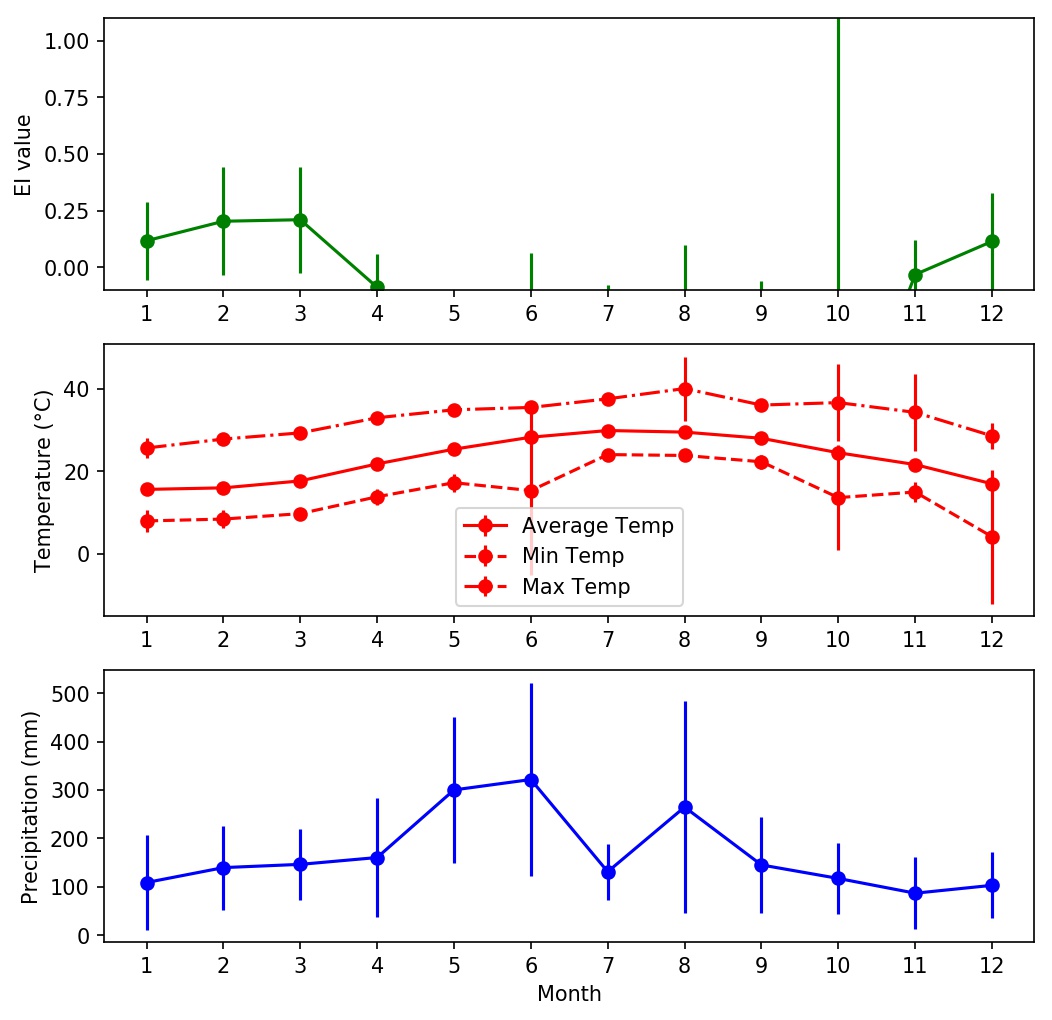 1.00
0.75
0.50
0.25
0.00
EI value
1 2 3 4 5 6 7 8 9 10 11 12
40
20
0
Temperature (°C)
Average Temp
Min Temp
Max Temp
1 2 3 4 5 6 7 8 9 10 11 12
500
400
300
200
100
0
Precipitation (mm)
1 2 3 4 5 6 7 8 9 10 11 12
Month